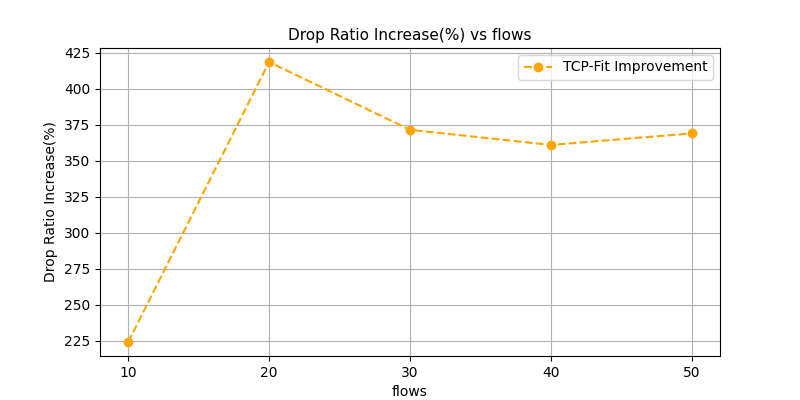 Drop Ratio Increase(%) vs flows
TCP-Fit Improvement
Drop Ratio Increase(%)
425
400
375
350
325
300
275
250
225
10 20 30 40 50
flows